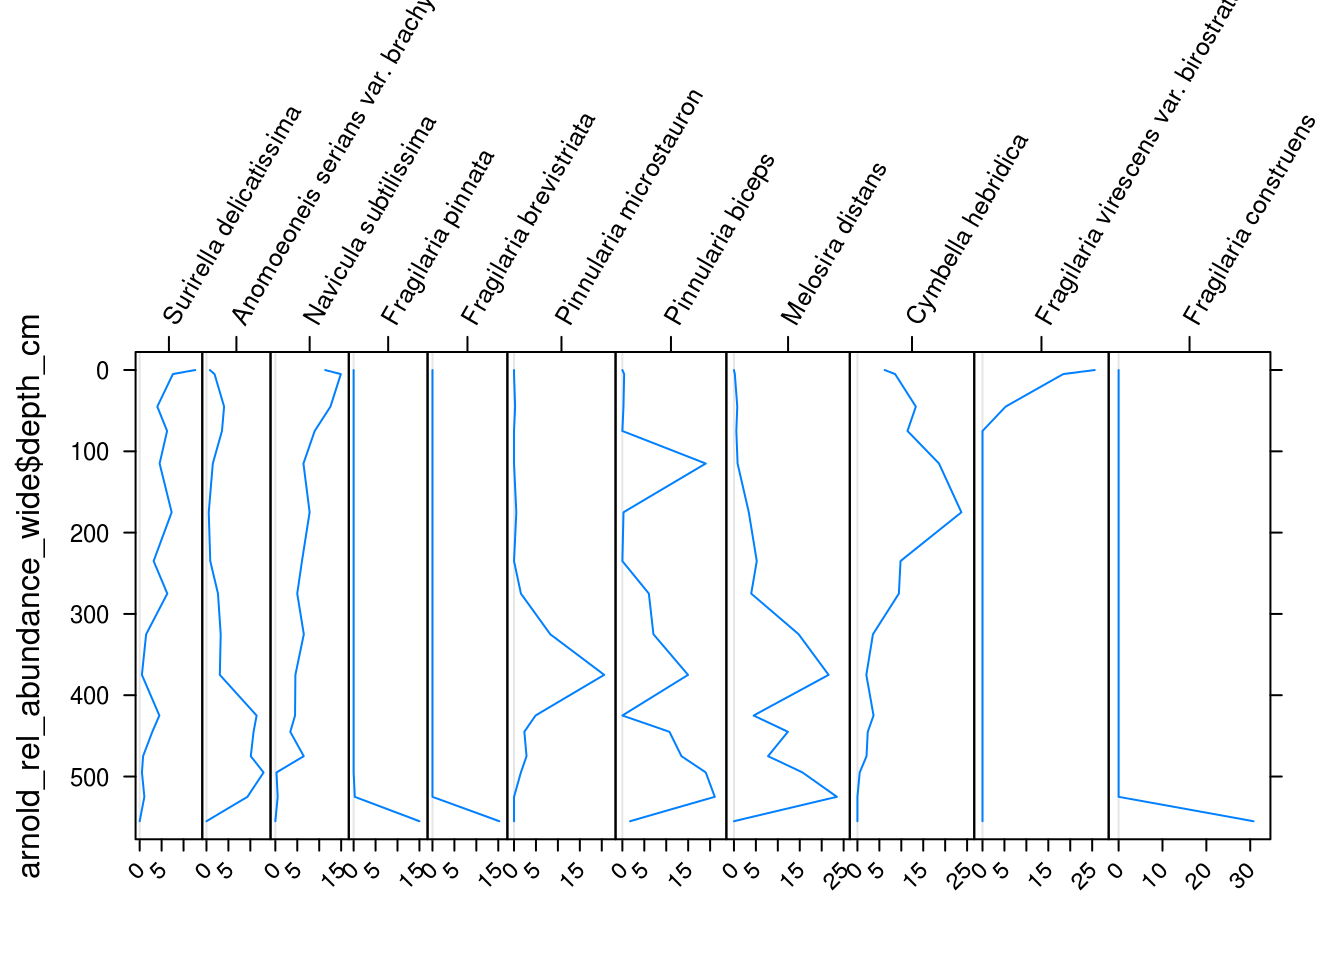 Surirella delicatissima
Anomoeoneis serians var. brachy
Navicula subtilissima
Fragilaria pinnata
Fragilaria brevistriata
Pinnularia microstauron
Pinnularia biceps
Melosira distans
Cymbella hebridica
Fragilaria virescens var. birostrat
Fragilaria construens
arnold_rel_abundance_wide$depth_cm
0
100
200
300
400
500
0 5
0 5
0 5 15
0 5 15
0 5 15
0 5 15
0 5 15
0 5 15 25
0 5 15 25
0 5 15 25
0 10 20 30